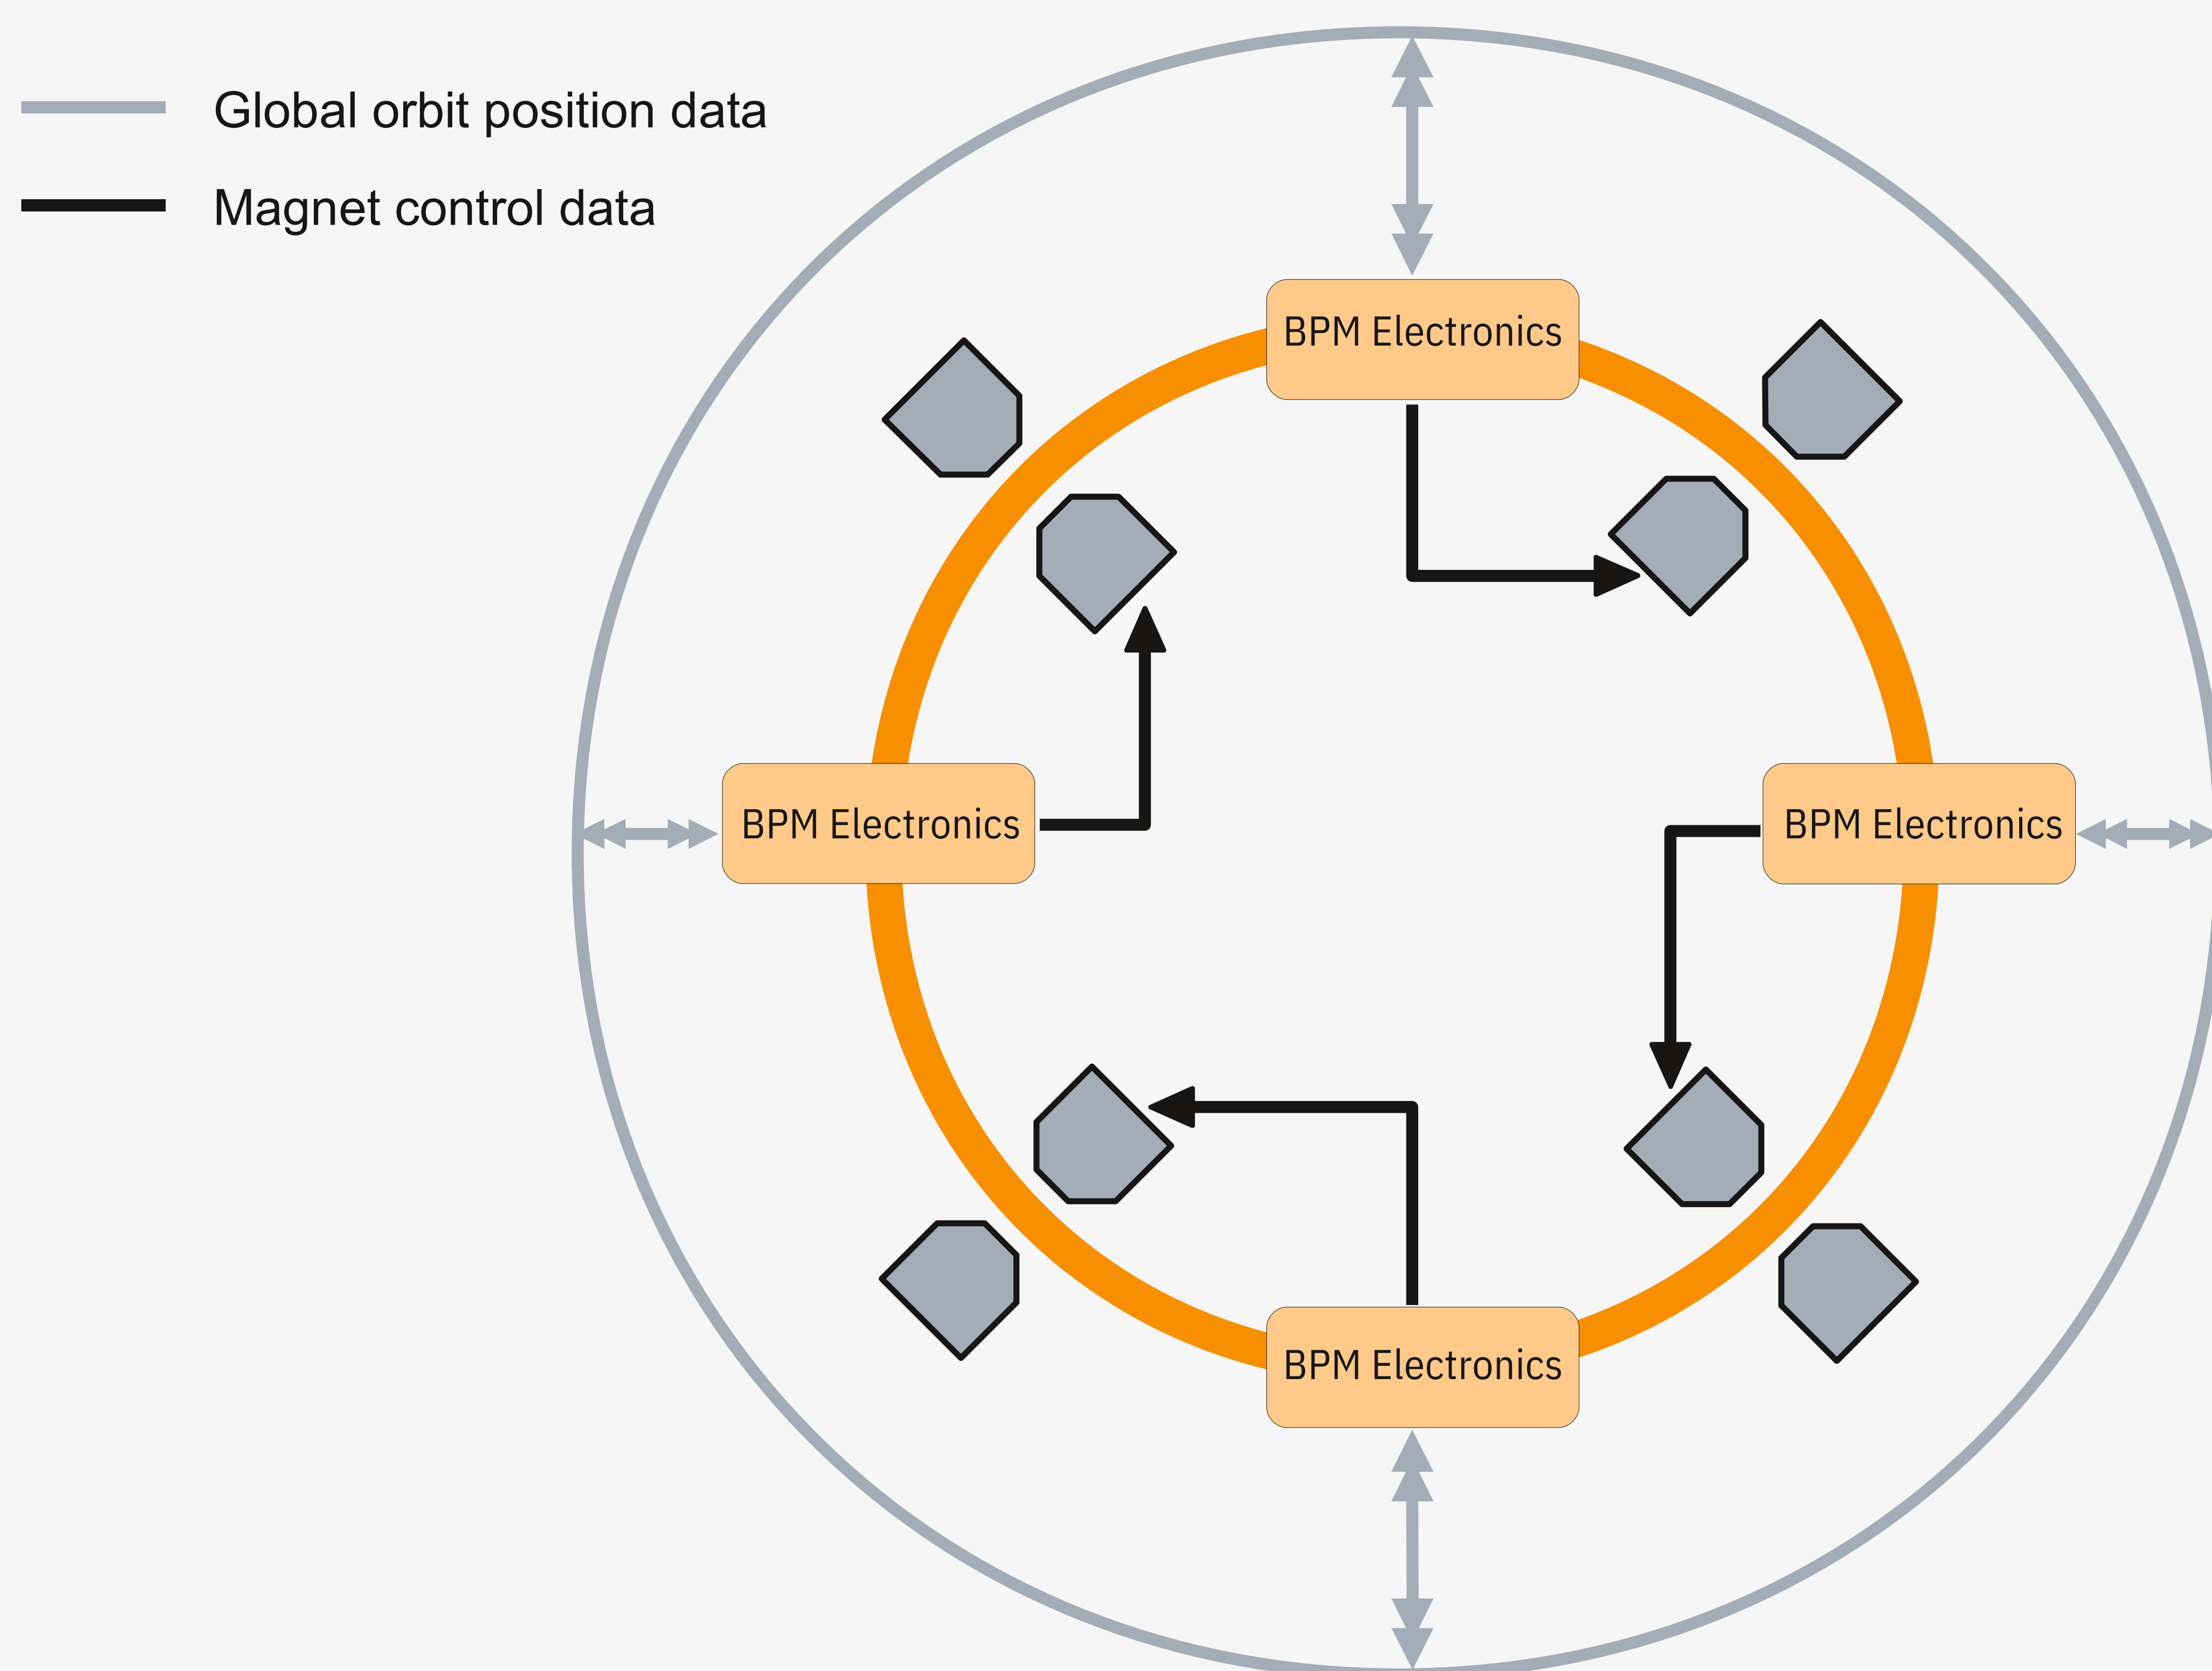 Global orbit position data
Magnet control data
BPM Electronics
BPM Electronics
BPM Electronics
BPM Electronics